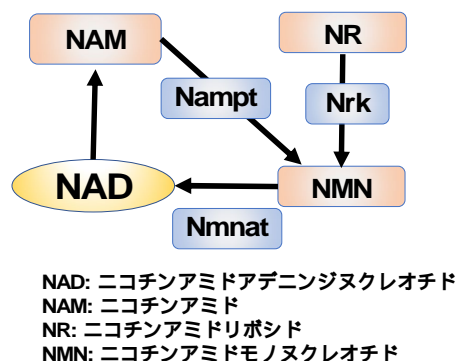 NAM
NR
Nampt
Nrk
NAD
NMN
Nmnat
NAD: ニコチンアミドアデニンジヌクレオチド
NAM: ニコチンアミド
NR: ニコチンアミドリボシド
NMN: ニコチンアミドモノヌクレオチド